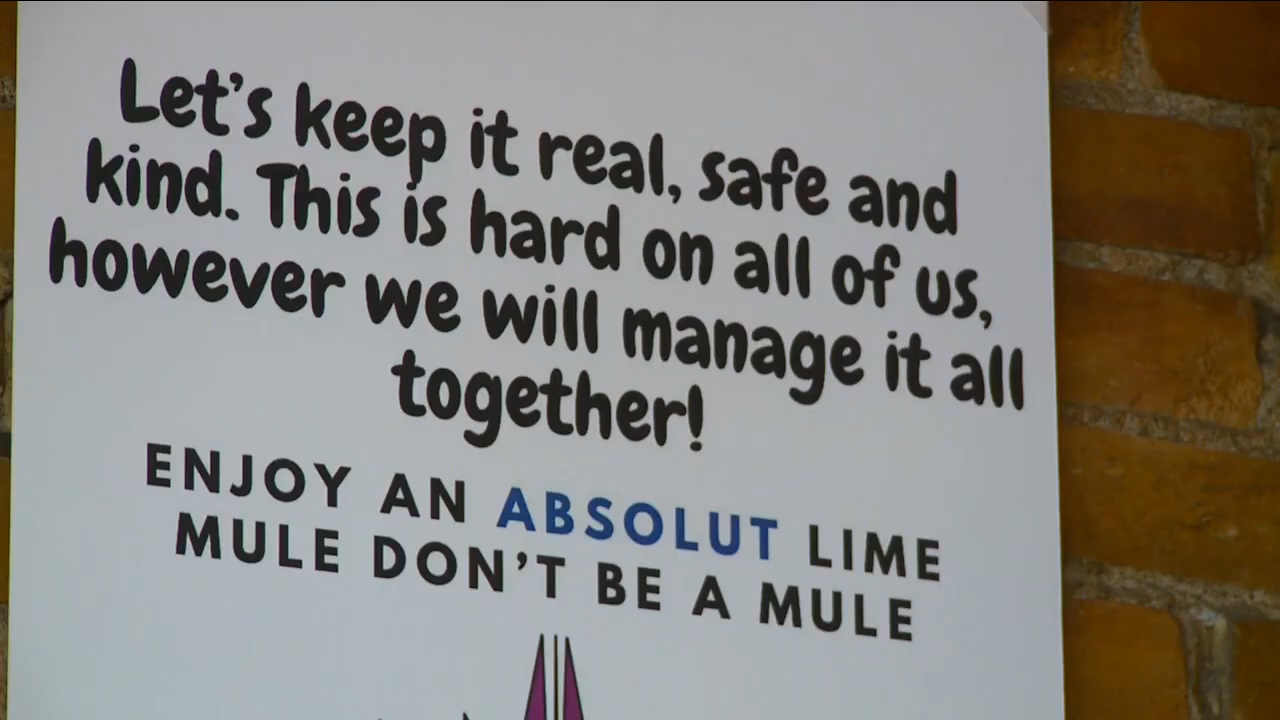 Let's keep it real, safe and
kind. This is hard on all of us,
however we will manage it all
together!
ENJOY AN ABSOLUT LIME
MULE DON'T BE A MULE